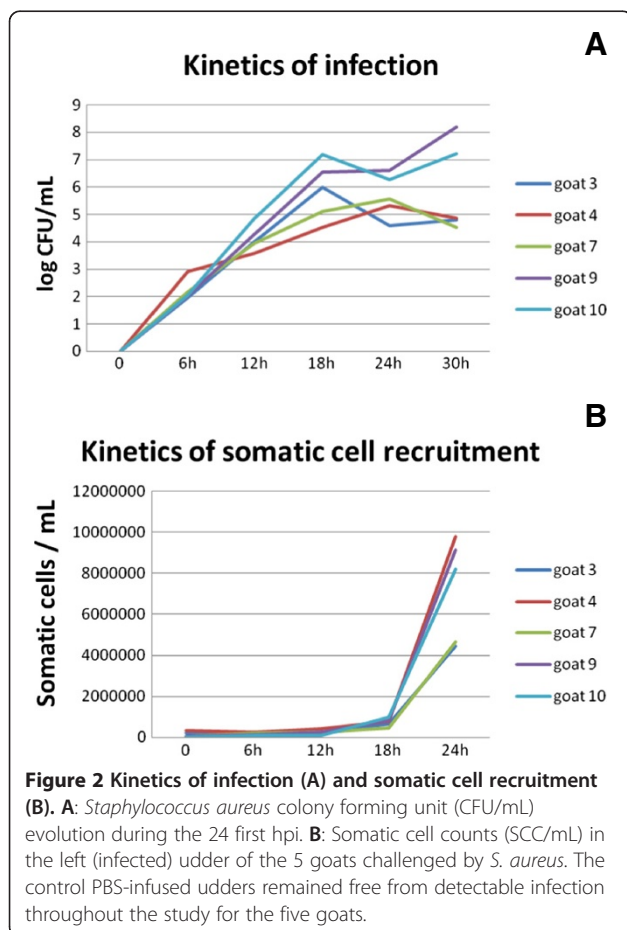 A
Kinetics of infection
9
8
7
6
5
4
3
2
1
0
log CFU/mL
0 6h 12h 18h 24h 30h
goat 3
goat 4
goat 7
goat 9
goat 10
B
Kinetics of somatic cell recruitment
12000000
10000000
8000000
6000000
4000000
2000000
0
Somatic cells / mL
0 6h 12h 18h 24h
goat 3
goat 4
goat 7
goat 9
goat 10
Figure 2 Kinetics of infection (A) and somatic cell recruitment
(B). A: Staphylococcus aureus colony forming unit (CFU/mL)
evolution during the 24 first hpi. B: Somatic cell counts (SCC/mL) in
the left (infected) udder of the 5 goats challenged by S. aureus. The
control PBS-infused udders remained free from detectable infection
throughout the study for the five goats.